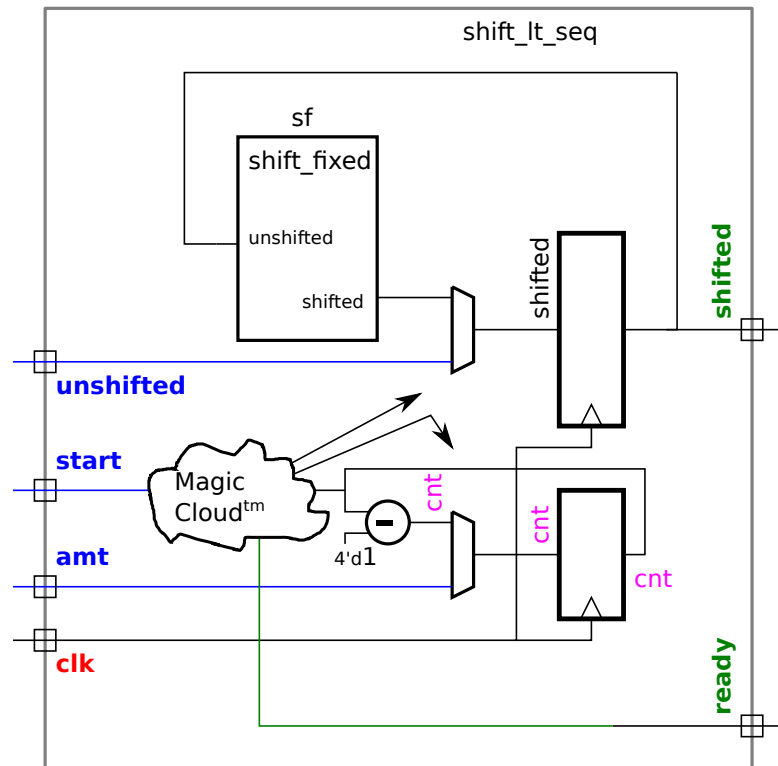 shift_lt_seq
sf
shift_fixed
unshifted
shifted
shifted
shifted
unshifted
start
Magic
Cloudtm
cnt
cnt
4'd1
amt
cnt
clk
ready